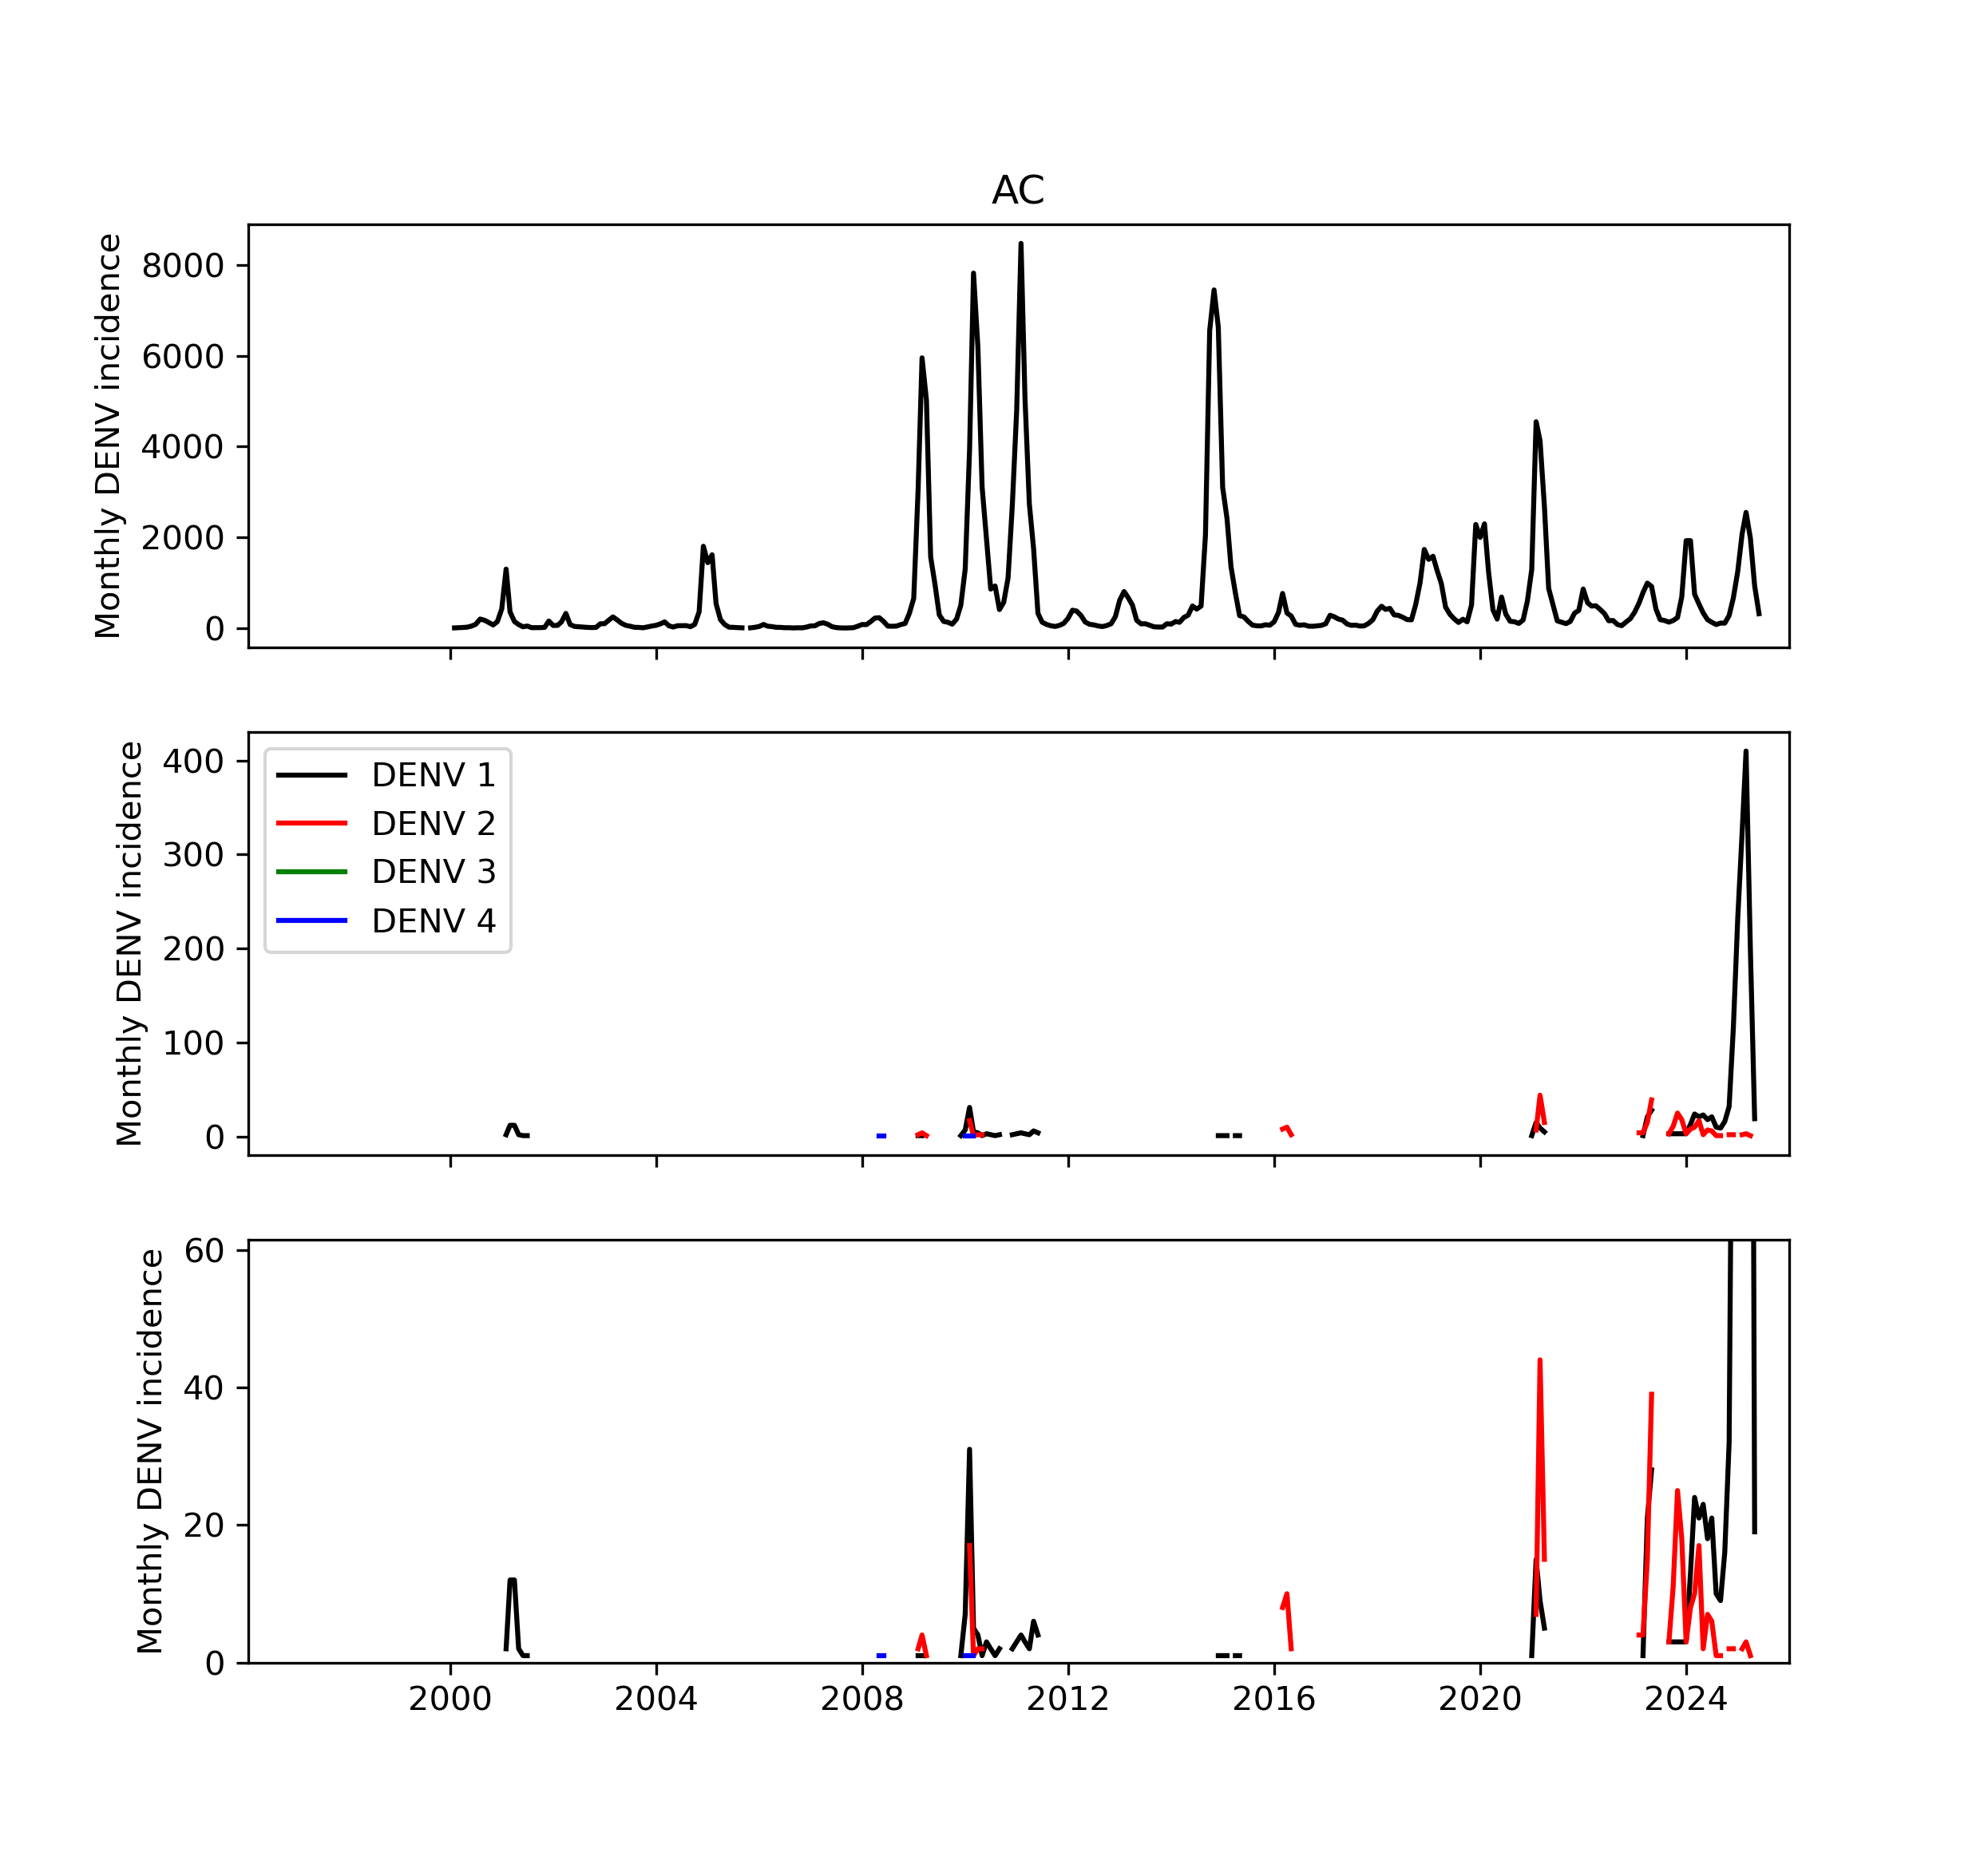 AC
Monthly DENV incidence
8000
6000
4000
2000
0
Monthly DENV incidence
400
300
200
100
0
DENV 1
DENV 2
DENV 3
DENV 4
Monthly DENV incidence
60
40
20
0
2000 2004 2008 2012 2016 2020 2024